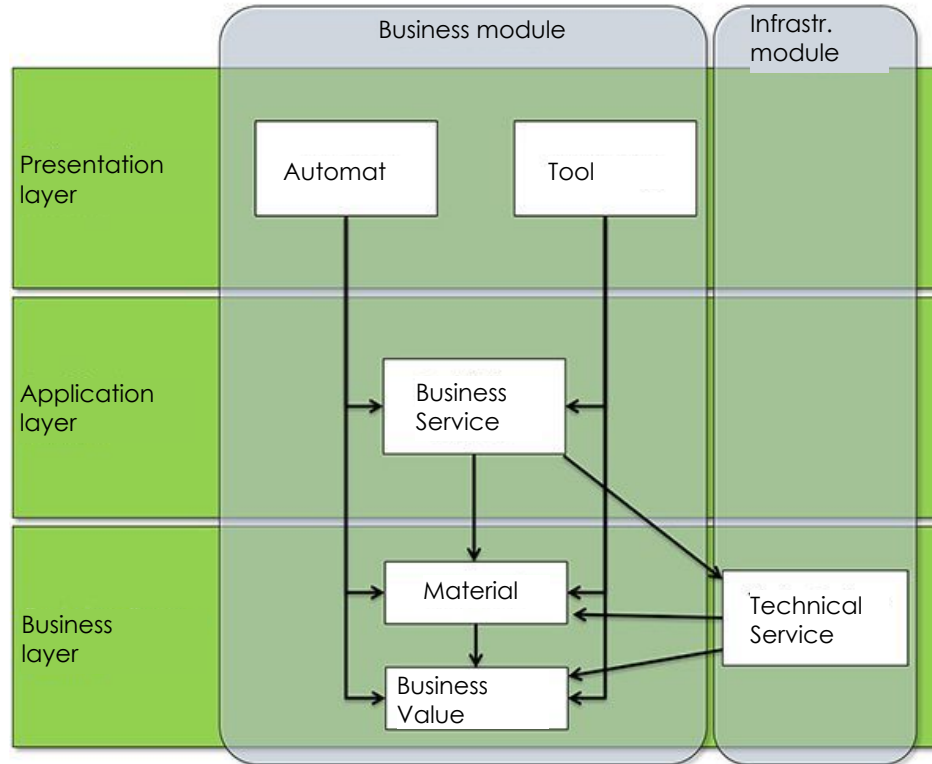 Business module
Infrastr.
module
Presentation
layer
Automat
Tool
Application
layer
Business
Service
Business
layer
Material
Technical
Service
Business
Value